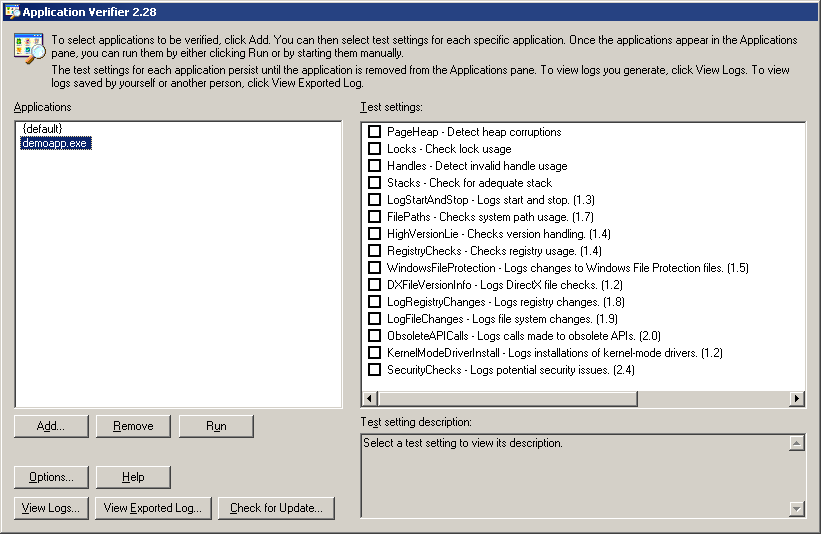 Application Verifier 2.28
To select applications to be verified, click Add. You can then select test settings for each specific application. Once the applications appear in the Applications
pane, you can run them by either clicking Run or by starting them manually.
The test settings for each application persist until the application is removed from the Applications pane. To view logs you generate, click View Logs. To view
logs saved by yourself or another person, click View Exported Log.
Applications
{default}
demoapp.exe
Add...
Remove
Run
Options...
Help
View Logs...
View Exported Log...
Check for Update...
Test settings:
PageHeap - Detect heap corruptions
Locks - Check lock usage
Handles - Detect invalid handle usage
Stacks - Check for adequate stack
LogStartAndStop - Logs start and stop. (1.3)
FilePaths - Checks system path usage. (1.7)
HighVersionLie - Checks version handling. (1.4)
RegistryChecks - Checks registry usage. (1.4)
WindowsFileProtection - Logs changes to Windows File Protection files. (1.5)
DXFileVersionInfo - Logs DirectX file checks. (1.2)
LogRegistryChanges - Logs registry changes. (1.8)
LogFileChanges - Logs file system changes. (1.9)
ObsoleteAPICalls - Logs calls made to obsolete APIs. (2.0)
KernelModeDriverInstall - Logs installations of kernel-mode drivers. (1.2)
SecurityChecks - Logs potential security issues. (2.4)
Test setting description:
Select a test setting to view its description.